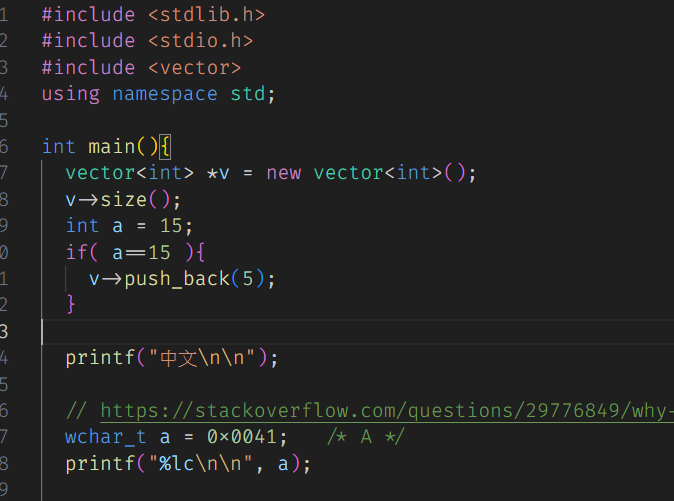 1 #include <stdlib.h>
2 #include <stdio.h>
3 #include <vector>
4 using namespace std;
5
6 int main(){
7 vector<int> *v = new vector<int>();
8 v->size();
9 int a = 15;
0 if( a==15 ){
1 v->push_back(5);
2 }
3
4 printf("中文\n\n");
5
6 // https://stackoverflow.com/questions/29776849/why-
7 wchar_t a = 0x0041; /* A */
8 printf("%lc\n\n", a);
9